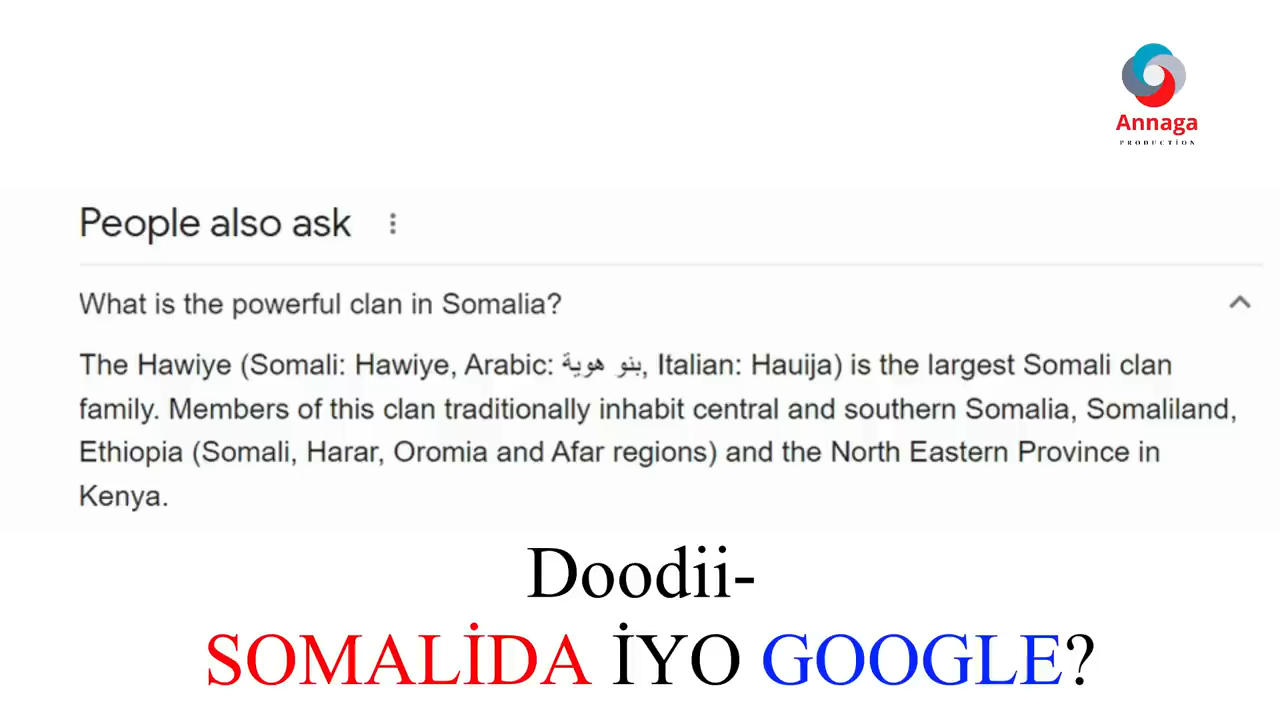 Annaga
PRODUCTİON
People also ask
What is the powerful clan in Somalia?
The Hawiye (Somali: Hawiye, Arabic: بنو هوية, Italian: Hauija) is the largest Somali clan
family. Members of this clan traditionally inhabit central and southern Somalia, Somaliland,
Ethiopia (Somali, Harar, Oromia and Afar regions) and the North Eastern Province in
Kenya.
Doodii-
SOMALİDA İYO GOOGLE?